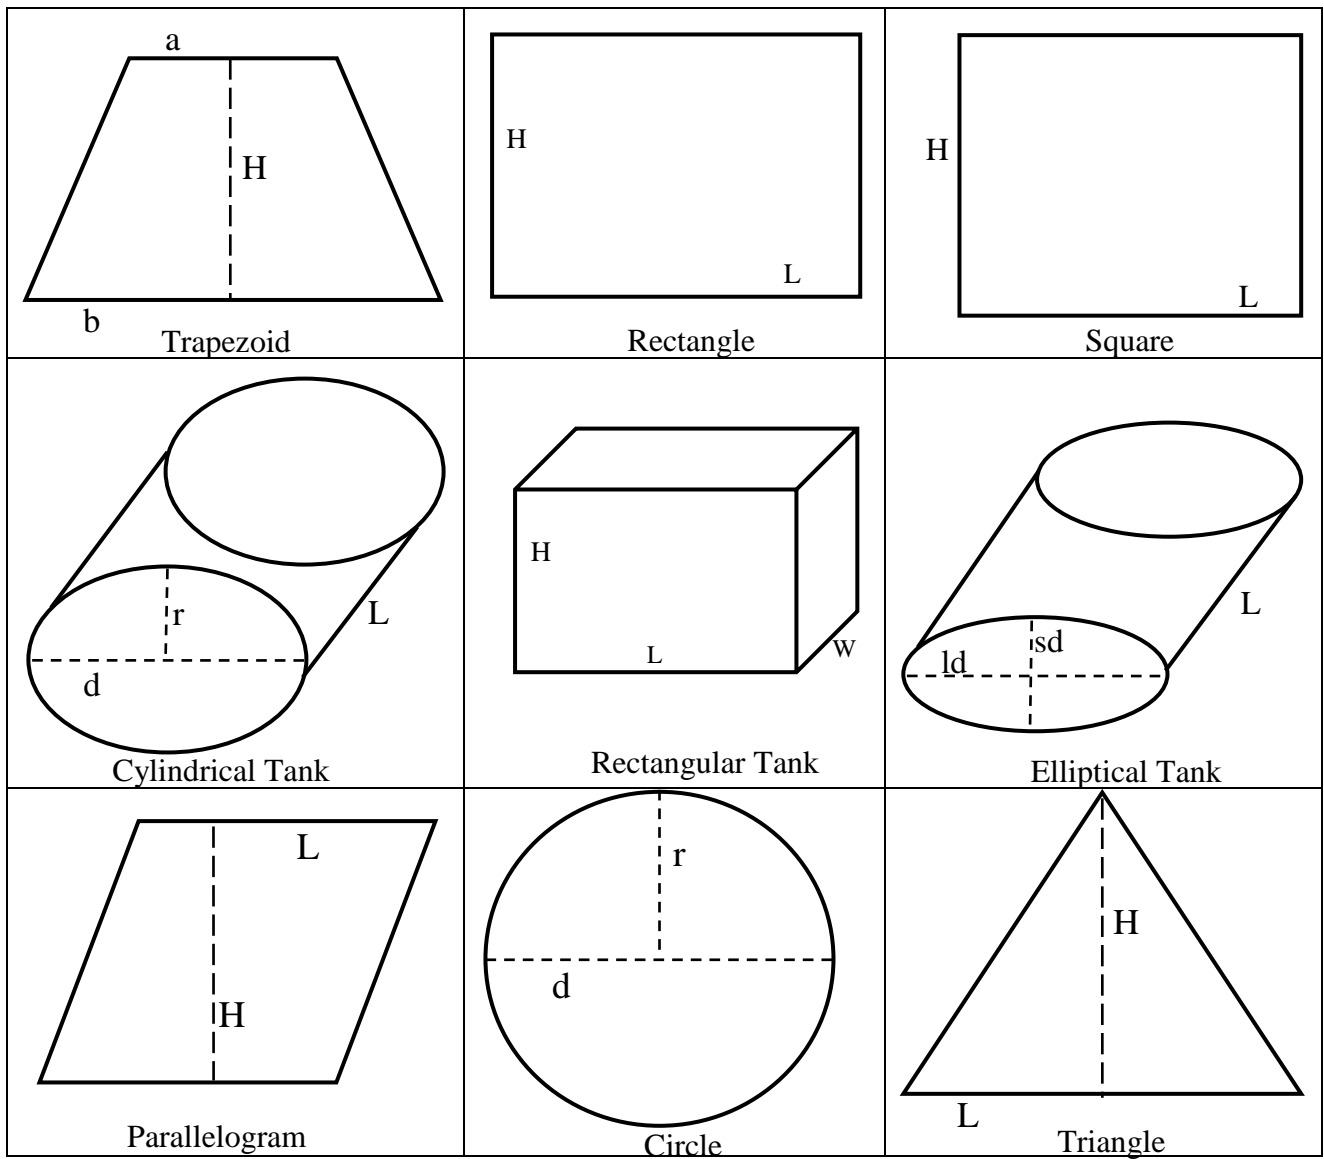 a
H
b
Trapezoid
H
L
Rectangle
H
L
Square
r
L
d
Cylindrical Tank
H
L
W
Rectangular Tank
sd
ld
L
Elliptical Tank
L
H
Parallelogram
r
d
Circle
H
L
Triangle